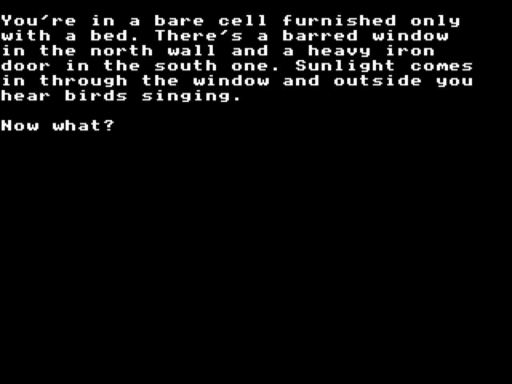 You're in a bare cell furnished only
with a bed. There's a barred window
in the north wall and a heavy iron
door in the south one. Sunlight comes
in through the window and outside you
hear birds singing.
Now what?